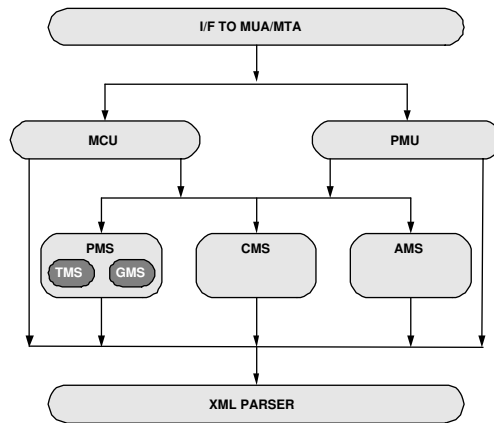 I/F TO MUA/MTA
MCU
PMU
PMS
CMS
AMS
TMS
GMS
XML PARSER